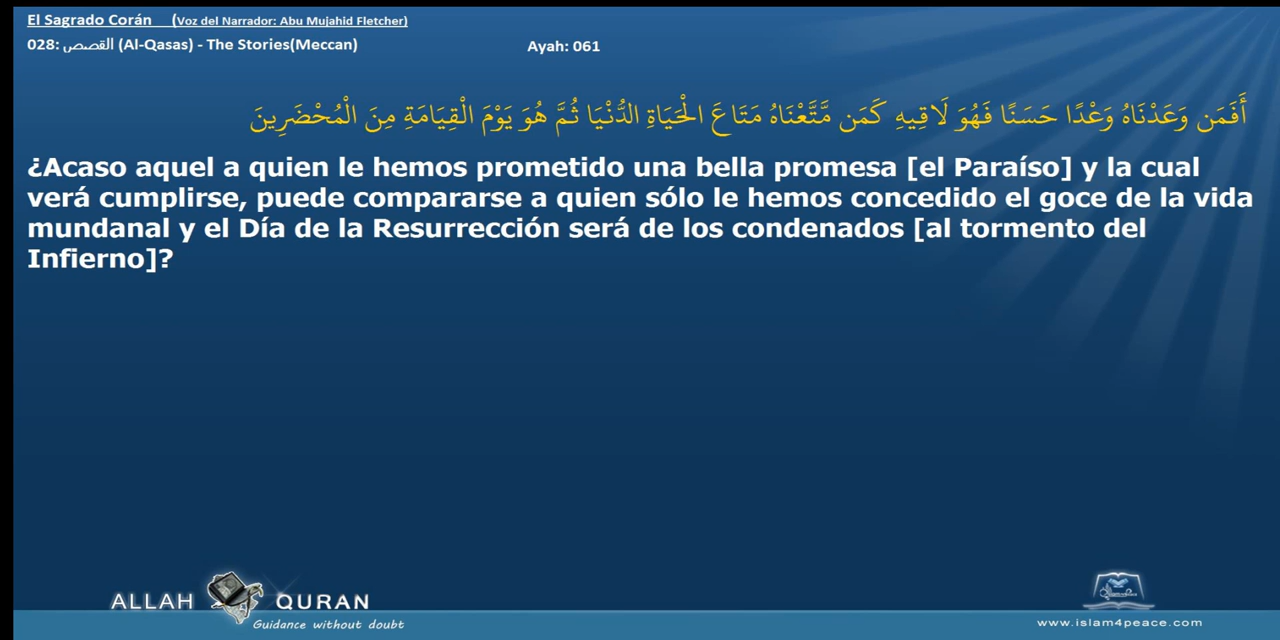 El Sagrado Corán (Voz del Narrador: Abu Mujahid Fletcher)
028: القصص (Al-Qasas) - The Stories(Meccan) Ayah: 061
أَفَمَن وَعَدْنَاهُ وَعْدًا حَسَنًا فَهُوَ لَاقِيهِ كَمَن مَّتَّعْنَاهُ مَتَاعَ الْحَيَاةِ الدُّنْيَا ثُمَّ هُوَ يَوْمَ الْقِيَامَةِ مِنَ الْمُحْضَرِينَ
¿Acaso aquel a quien le hemos prometido una bella promesa [el Paraíso] y la cual
verá cumplirse, puede compararse a quien sólo le hemos concedido el goce de la vida
mundanal y el Día de la Resurrección será de los condenados [al tormento del
Infierno]?
ALLAH QURAN
Guidance without doubt
www.islam4peace.com